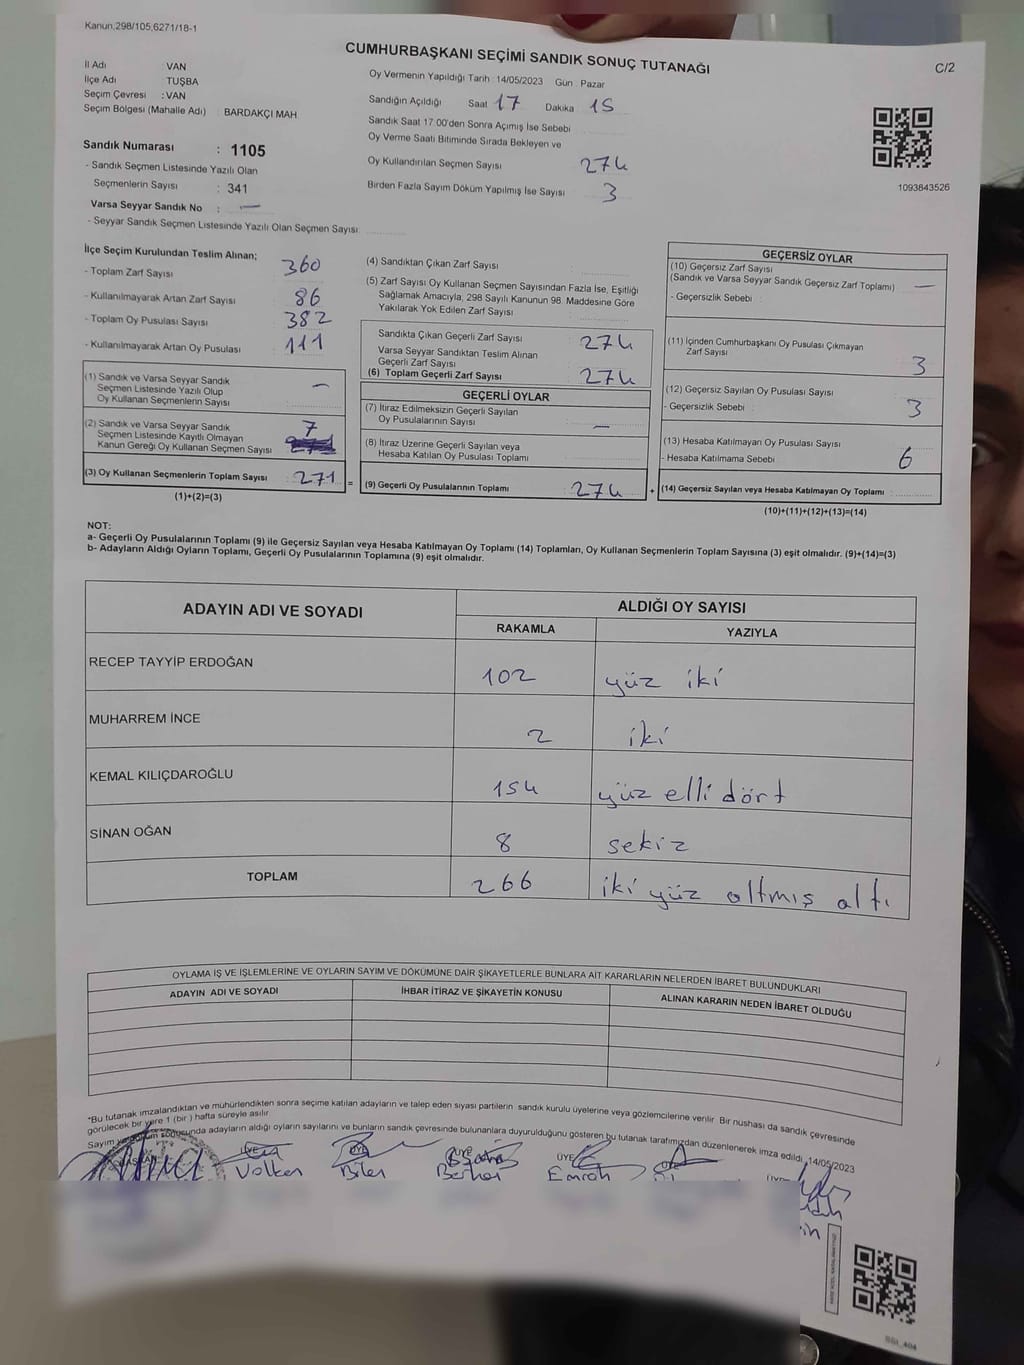 Kanun,298/105,6271/18-1
CUMHURBAŞKANI SEÇİMİ SANDIK SONUÇ TUTANAĞI
C/2
İl Adı VAN
İlçe Adı TUŞBA
Seçim Çevresi : VAN
Seçim Bölgesi (Mahalle Adı) : BARDAKÇI MAH
Sandık Numarası : 1105
- Sandık Seçmen Listesinde Yazılı Olan
Seçmenlerin Sayısı : 341
Varsa Seyyar Sandık No : —
- Seyyar Sandık Seçmen Listesinde Yazılı Olan Seçmen Sayısı:
Oy Vermenin Yapıldığı Tarih : 14/05/2023 Gün : Pazar
Sandığın Açıldığı Saat 17 Dakika 15
Sandık Saat 17.00'den Sonra Açımış İse Sebebi
Oy Verme Saati Bitiminde Sırada Bekleyen ve
Oy Kullandırılan Seçmen Sayısı 274
Birden Fazla Sayım Döküm Yapılmış İse Sayısı 3
1093843526
İlçe Seçim Kurulundan Teslim Alınan;
- Toplam Zarf Sayısı 360
- Kullanılmayarak Artan Zarf Sayısı 86
- Toplam Oy Pusulası Sayısı 382
- Kullanılmayarak Artan Oy Pusulası 111
(1) Sandık ve Varsa Seyyar Sandık
Seçmen Listesinde Yazılı Olup
Oy Kullanan Seçmenlerin Sayısı —
(2) Sandık ve Varsa Seyyar Sandık
Seçmen Listesinde Kayıtlı Olmayan
Kanun Gereği Oy Kullanan Seçmen Sayısı 7
(3) Oy Kullanan Seçmenlerin Toplam Sayısı 271 =
(1)+(2)=(3)
(4) Sandıktan Çıkan Zarf Sayısı :
(5) Zarf Sayısı Oy Kullanan Seçmen Sayısından Fazla İse, Eşitliği
Sağlamak Amacıyla, 298 Sayılı Kanunun 98. Maddesine Göre
Yakılarak Yok Edilen Zarf Sayısı :
Sandıkta Çıkan Geçerli Zarf Sayısı 274
Varsa Seyyar Sandıktan Teslim Alınan
Geçerli Zarf Sayısı
(6) Toplam Geçerli Zarf Sayısı 274
GEÇERLİ OYLAR
(7) İtiraz Edilmeksizin Geçerli Sayılan
Oy Pusulalarının Sayısı —
(8) İtiraz Üzerine Geçerli Sayılan veya
Hesaba Katılan Oy Pusulası Toplamı
(9) Geçerli Oy Pusulalarının Toplamı 274 +
GEÇERSİZ OYLAR
(10) Geçersiz Zarf Sayısı
(Sandık ve Varsa Seyyar Sandık Geçersiz Zarf Toplamı) —
- Geçersizlik Sebebi :
(11) İçinden Cumhurbaşkanı Oy Pusulası Çıkmayan
Zarf Sayısı 3
(12) Geçersiz Sayılan Oy Pusulası Sayısı
- Geçersizlik Sebebi : 3
(13) Hesaba Katılmayan Oy Pusulası Sayısı
- Hesaba Katılmama Sebebi : 6
(14) Geçersiz Sayılan veya Hesaba Katılmayan Oy Toplamı
(10)+(11)+(12)+(13)=(14)
NOT:
a- Geçerli Oy Pusulalarının Toplamı (9) ile Geçersiz Sayılan veya Hesaba Katılmayan Oy Toplamı (14) Toplamları, Oy Kullanan Seçmenlerin Toplam Sayısına (3) eşit olmalıdır. (9)+(14)=(3)
b- Adayların Aldığı Oyların Toplamı, Geçerli Oy Pusulalarının Toplamına (9) eşit olmalıdır.
ADAYIN ADI VE SOYADI ALDIĞI OY SAYISI
RAKAMLA YAZIYLA
RECEP TAYYİP ERDOĞAN 102 yüz iki
MUHARREM İNCE 2 iki
KEMAL KILIÇDAROĞLU 154 yüz elli dört
SİNAN OĞAN 8 sekiz
TOPLAM 266 iki yüz altmış altı
OYLAMA İŞ VE İŞLEMLERİNE VE OYLARIN SAYIM VE DÖKÜMÜNE DAİR ŞİKAYETLERLE BUNLARA AİT KARARLARIN NELERDEN İBARET BULUNDUKLARI
ADAYIN ADI VE SOYADI İHBAR İTİRAZ VE ŞİKAYETİN KONUSU ALINAN KARARIN NEDEN İBARET OLDUĞU
*Bu tutanak imzalandıktan ve mühürlendikten sonra seçime katılan adayların ve talep eden siyasi partilerin sandık kurulu üyelerine veya gözlemcilerine verilir. Bir nushası da sandık çevresinde
görülecek bir yere 1 (bir) hafta süreyle asılır.
Sayım ve döküm sonucunda adayların aldığı oyların sayılarını ve bunların sandık çevresinde bulunanlara duyurulduğunu gösteren bu tutanak tarafımızdan düzenlenerek imza edildi. 14/05/2023
ÜYE ÜYE ÜYE
Volkan Bilal Emrah